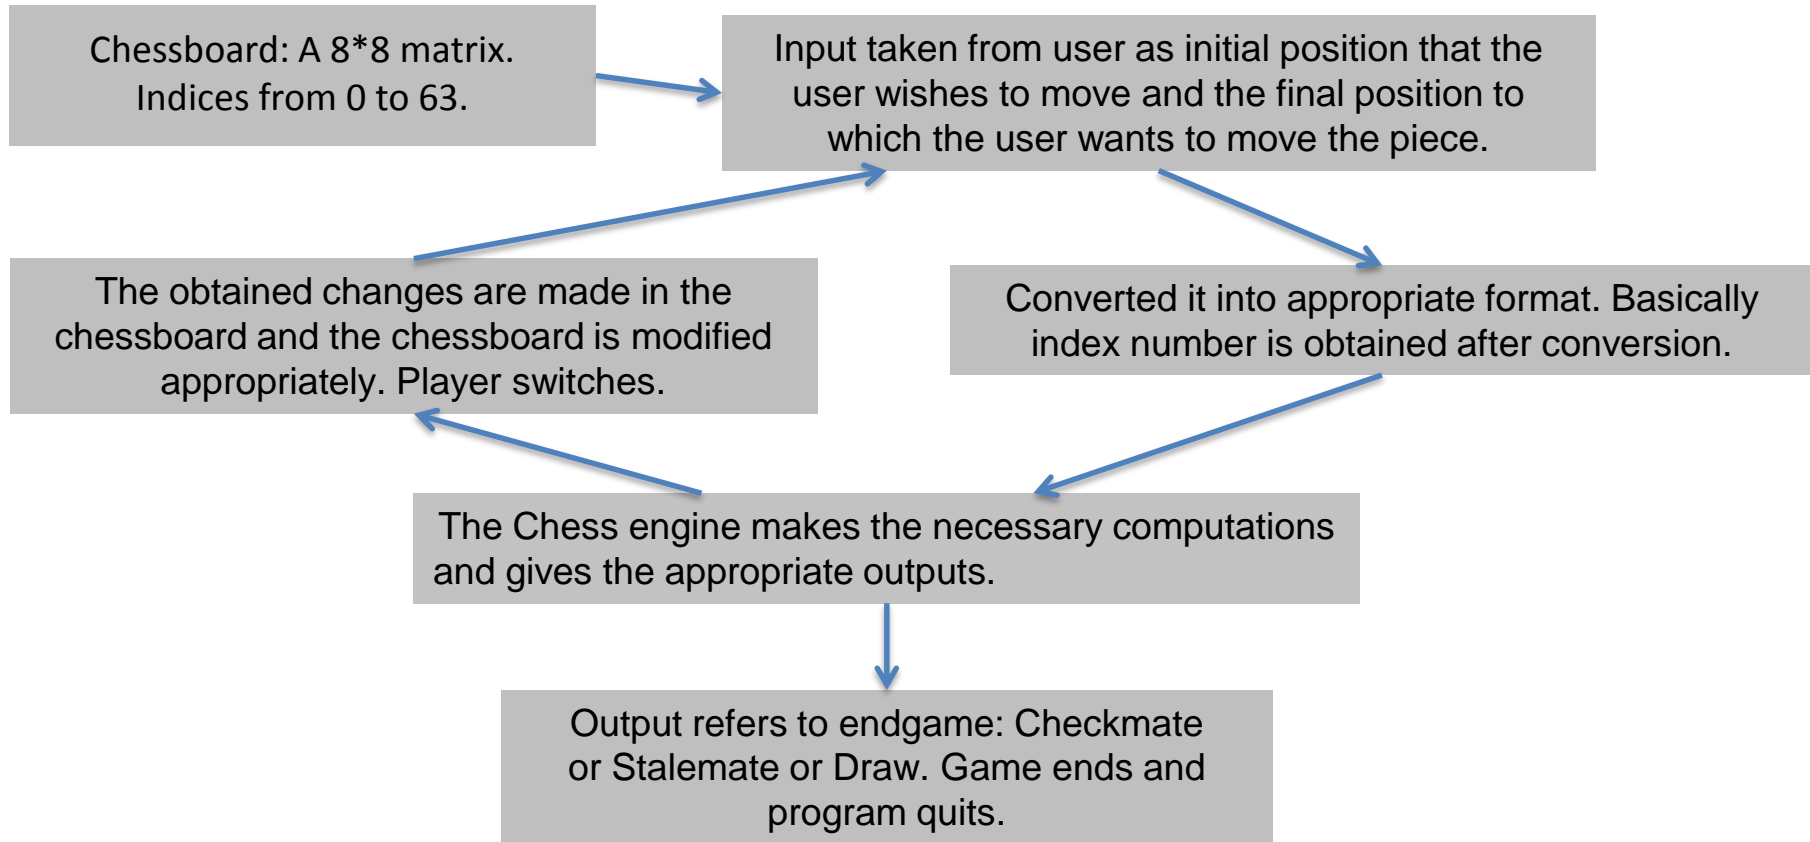 Chessboard: A 8*8 matrix.
Indices from 0 to 63.
Input taken from user as initial position that the
user wishes to move and the final position to
which the user wants to move the piece.
The obtained changes are made in the
chessboard and the chessboard is modified
appropriately. Player switches.
Converted it into appropriate format. Basically
index number is obtained after conversion.
The Chess engine makes the necessary computations
and gives the appropriate outputs.
Output refers to endgame: Checkmate
or Stalemate or Draw. Game ends and
program quits.